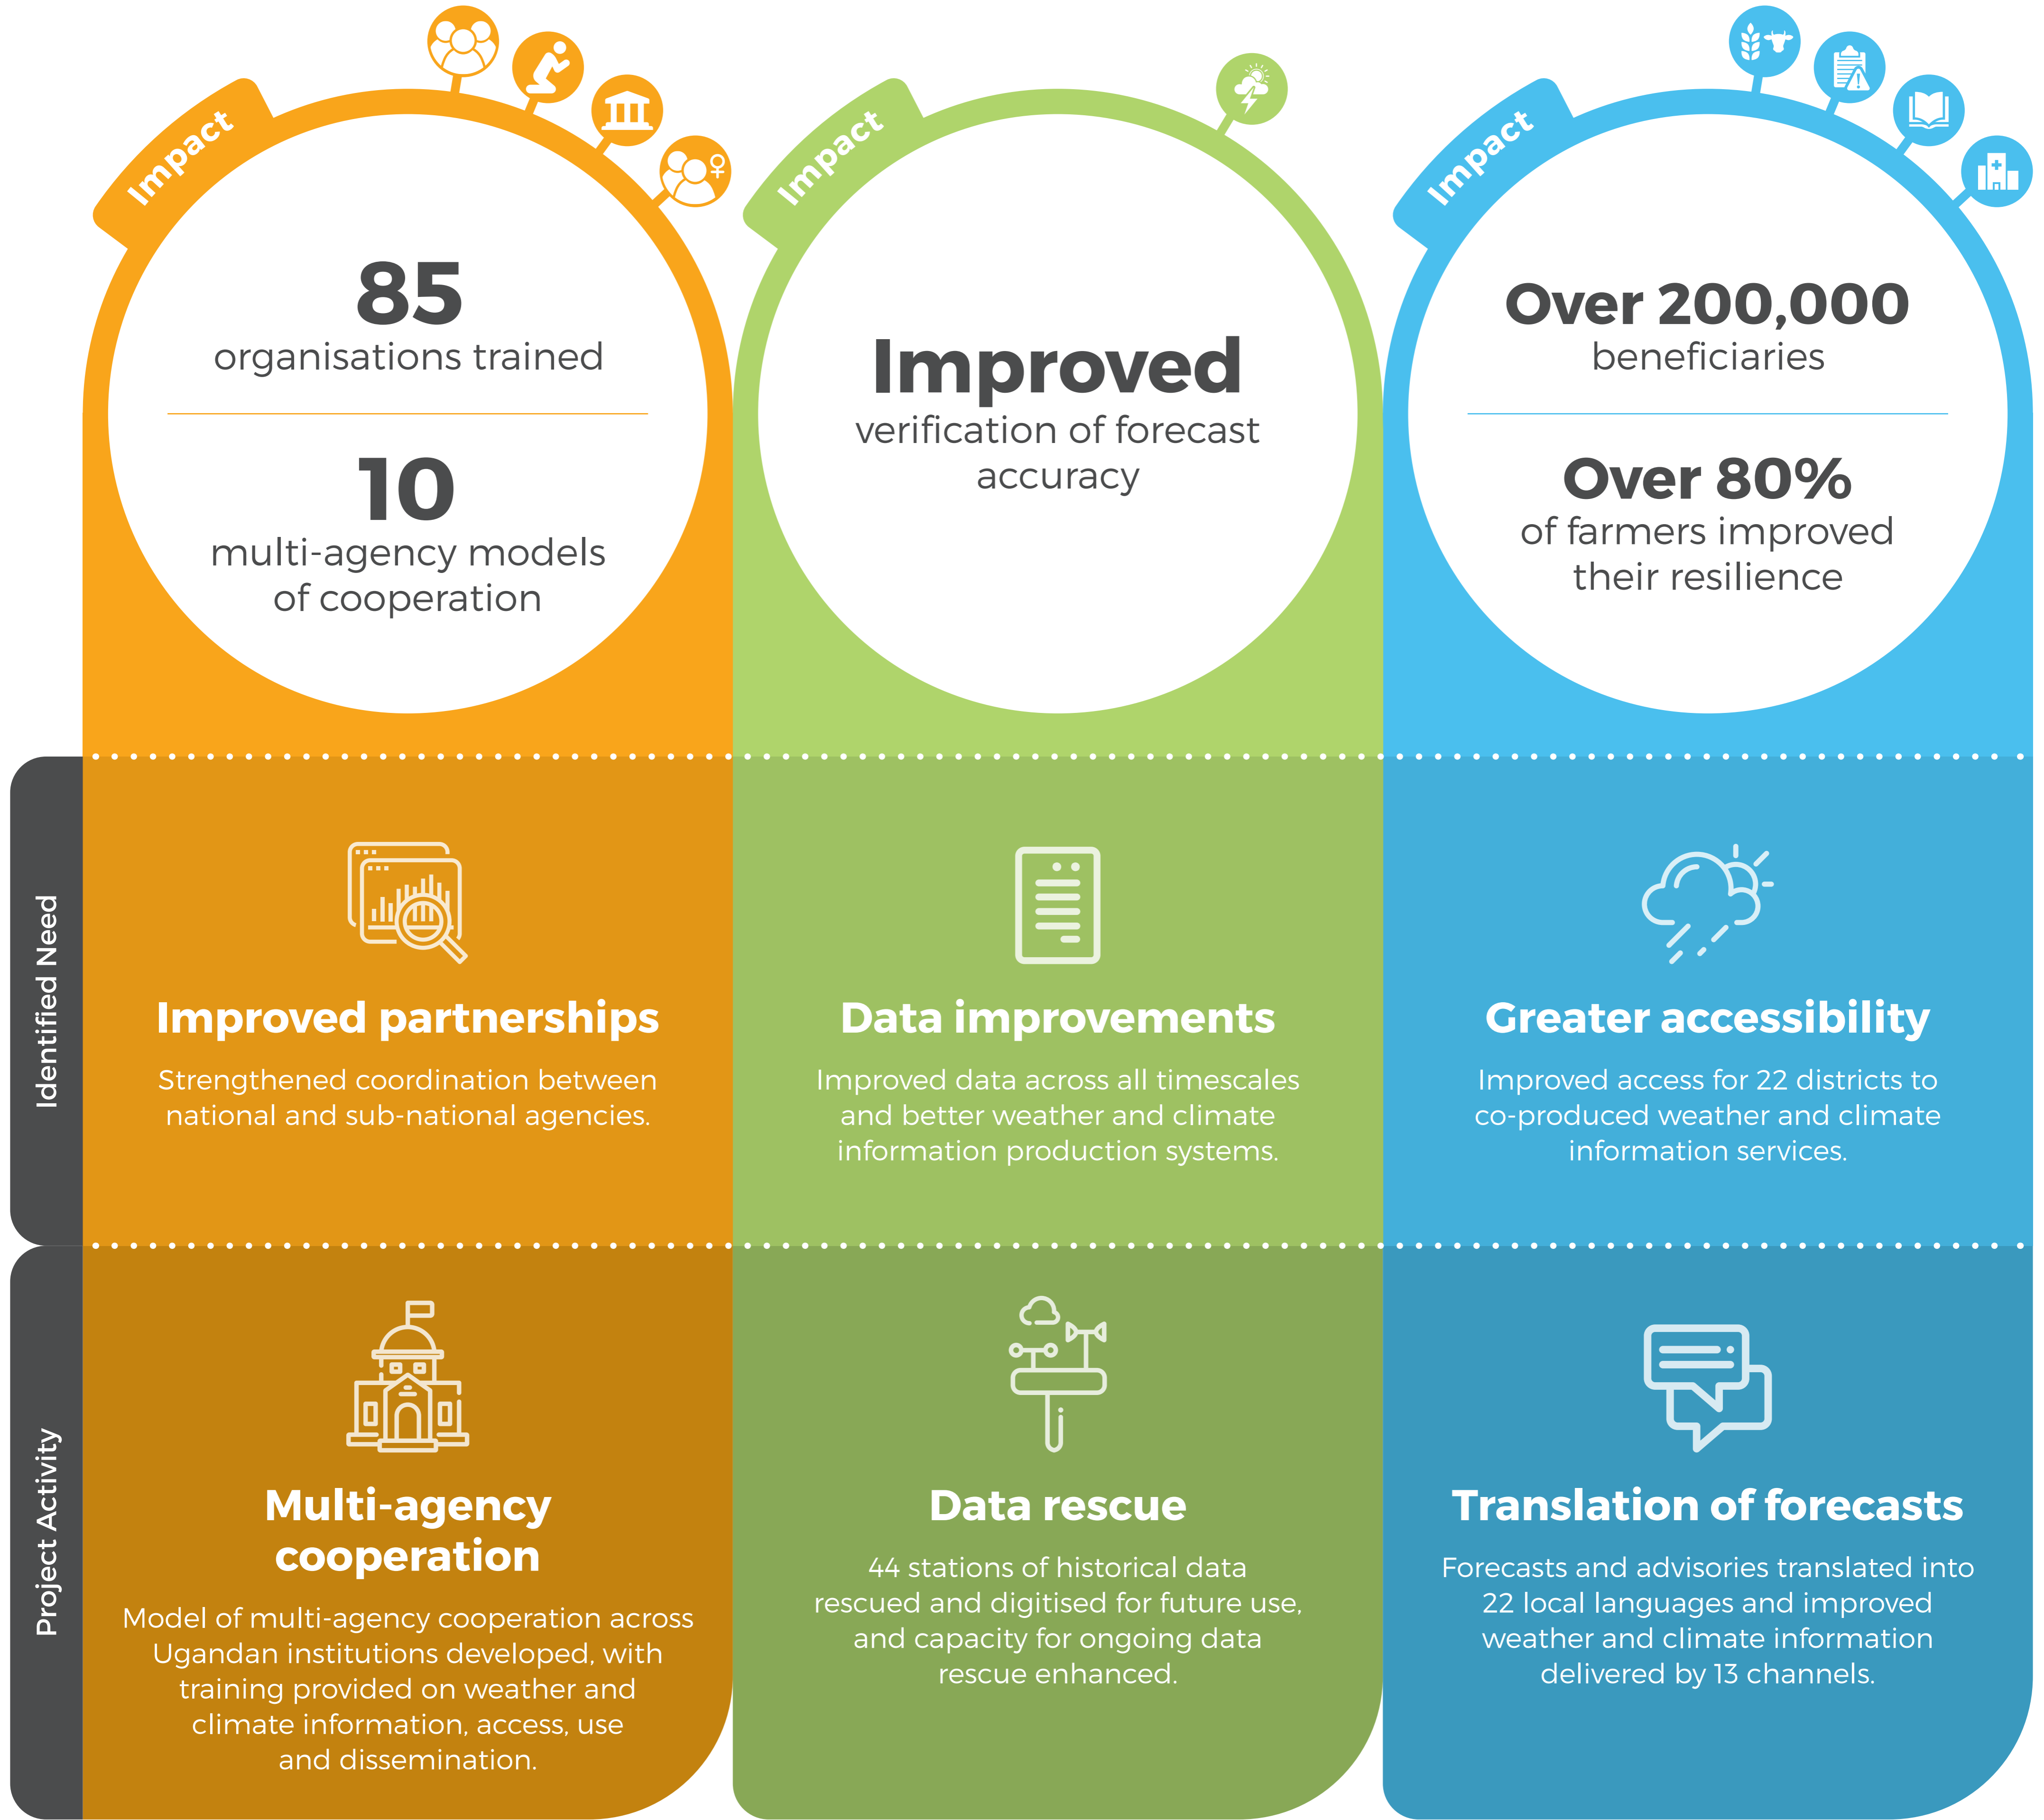 Impact
85
organisations trained
10
multi-agency models
of cooperation
Impact
Improved
verification of forecast
accuracy
Impact
Over 200,000
beneficiaries
Over 80%
of farmers improved
their resilience
Identified Need
Improved partnerships
Strengthened coordination between
national and sub-national agencies.
Data improvements
Improved data across all timescales
and better weather and climate
information production systems.
Greater accessibility
Improved access for 22 districts to
co-produced weather and climate
information services.
Project Activity
Multi-agency
cooperation
Model of multi-agency cooperation across
Ugandan institutions developed, with
training provided on weather and
climate information, access, use
and dissemination.
Data rescue
44 stations of historical data
rescued and digitised for future use,
and capacity for ongoing data
rescue enhanced.
Translation of forecasts
Forecasts and advisories translated into
22 local languages and improved
weather and climate information
delivered by 13 channels.